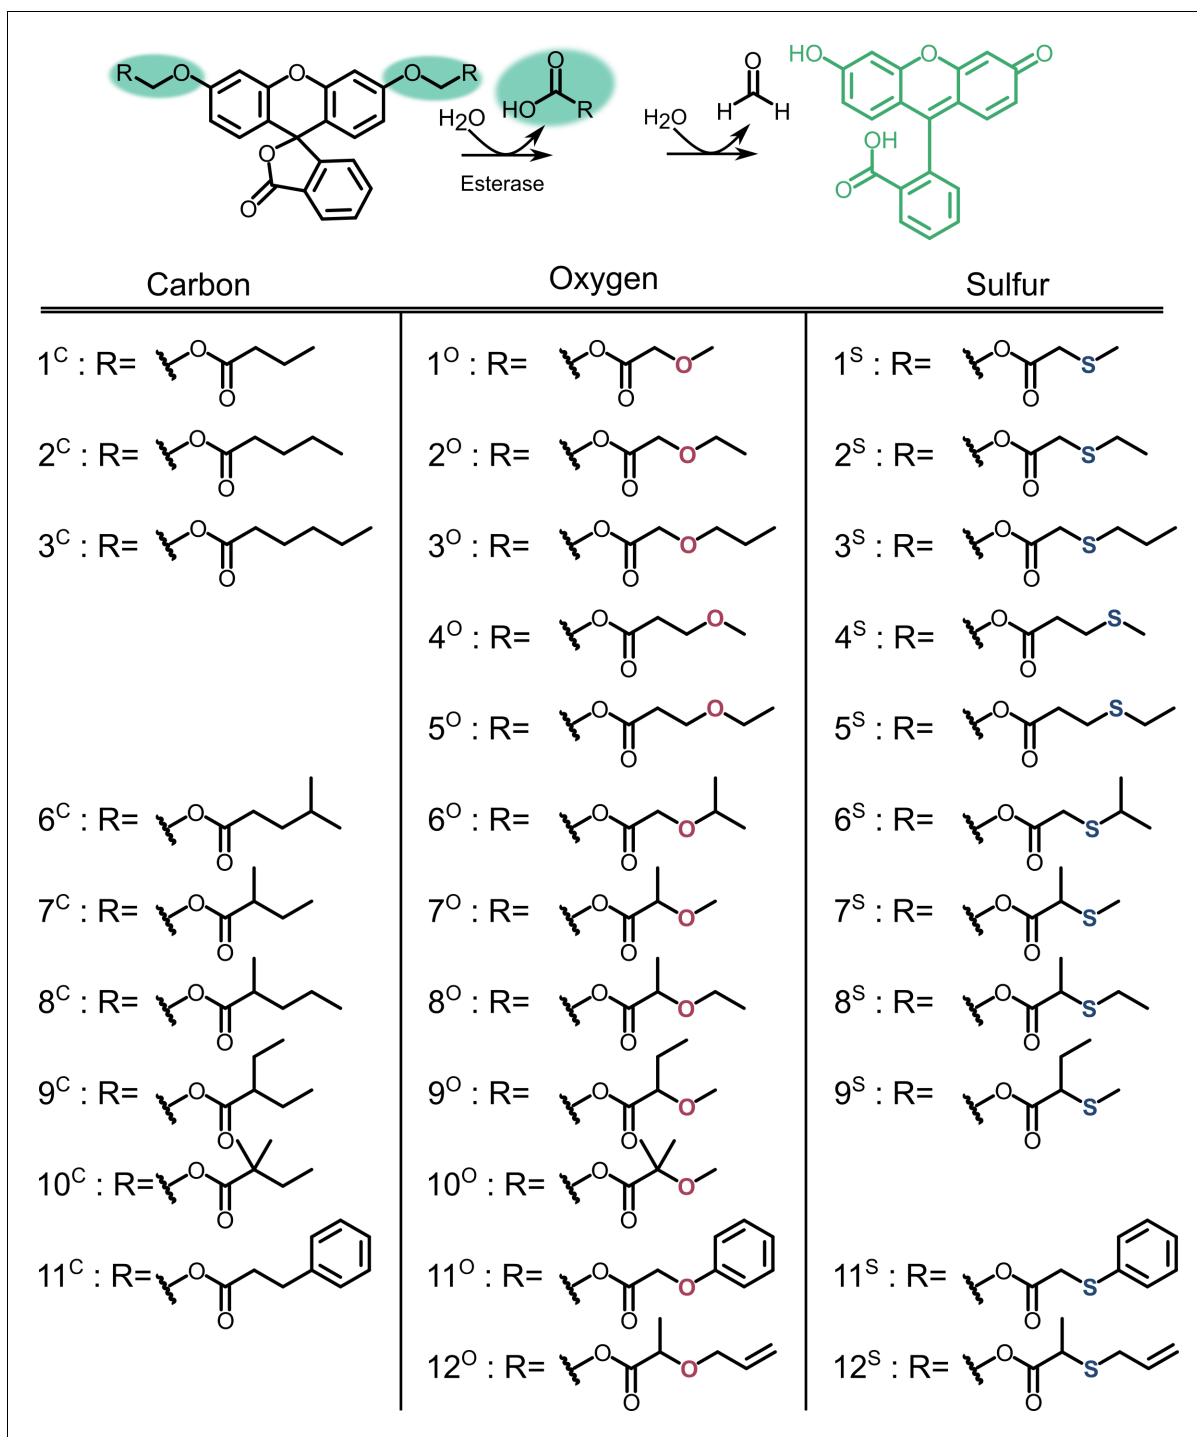 R O O O R
O
O
O
HO R
H2O
Esterase
O
H H
H2O
HO O O
OH
O
Carbon Oxygen Sulfur
1C : R= O O 1O : R= O O O 1S : R= O O S
2C : R= O O 2O : R= O O O 2S : R= O O S
3C : R= O O 3O : R= O O O 3S : R= O O S
4O : R= O O O 4S : R= O O S
5O : R= O O O 5S : R= O O S
6C : R= O O 6O : R= O O O 6S : R= O O S
7C : R= O O 7O : R= O O O 7S : R= O O S
8C : R= O O 8O : R= O O O 8S : R= O O S
9C : R= O O 9O : R= O O O 9S : R= O O S
10C : R= O O 10O : R= O O O
11C : R= O O 11O : R= O O O 11S : R= O O S
12O : R= O O O 12S : R= O O S